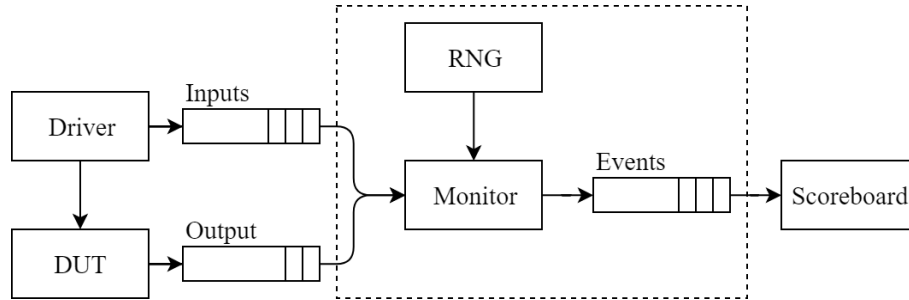 RNG
Inputs
Driver
Events
Monitor
Scoreboard
Output
DUT